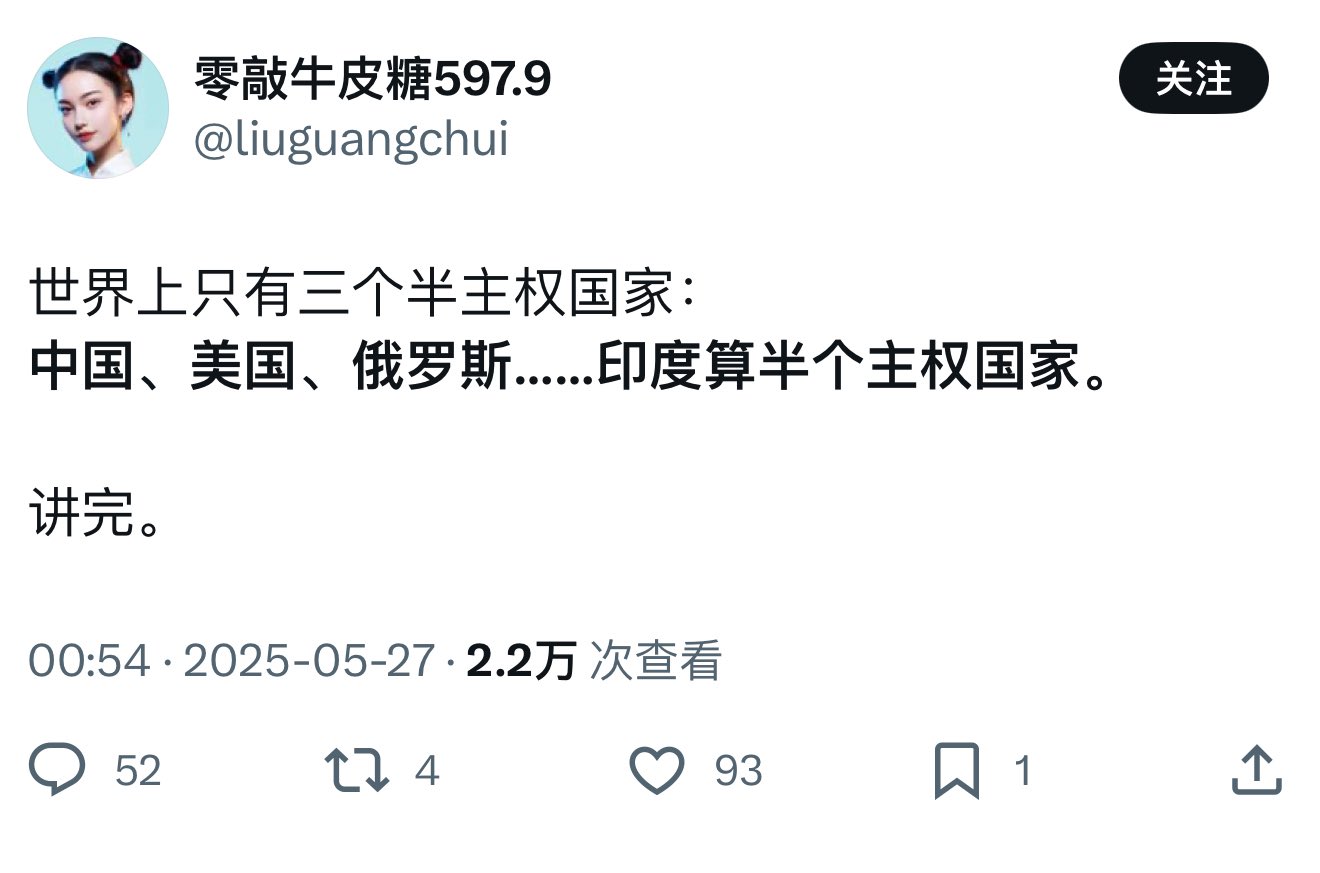 零敲牛皮糖597.9
关注
@liuguangchui
世界上只有三个半主权国家：
中国、美国、俄罗斯……印度算半个主权国家。
讲完。
00:54 · 2025-05-27 · 2.2万 次查看
52 4 93 1